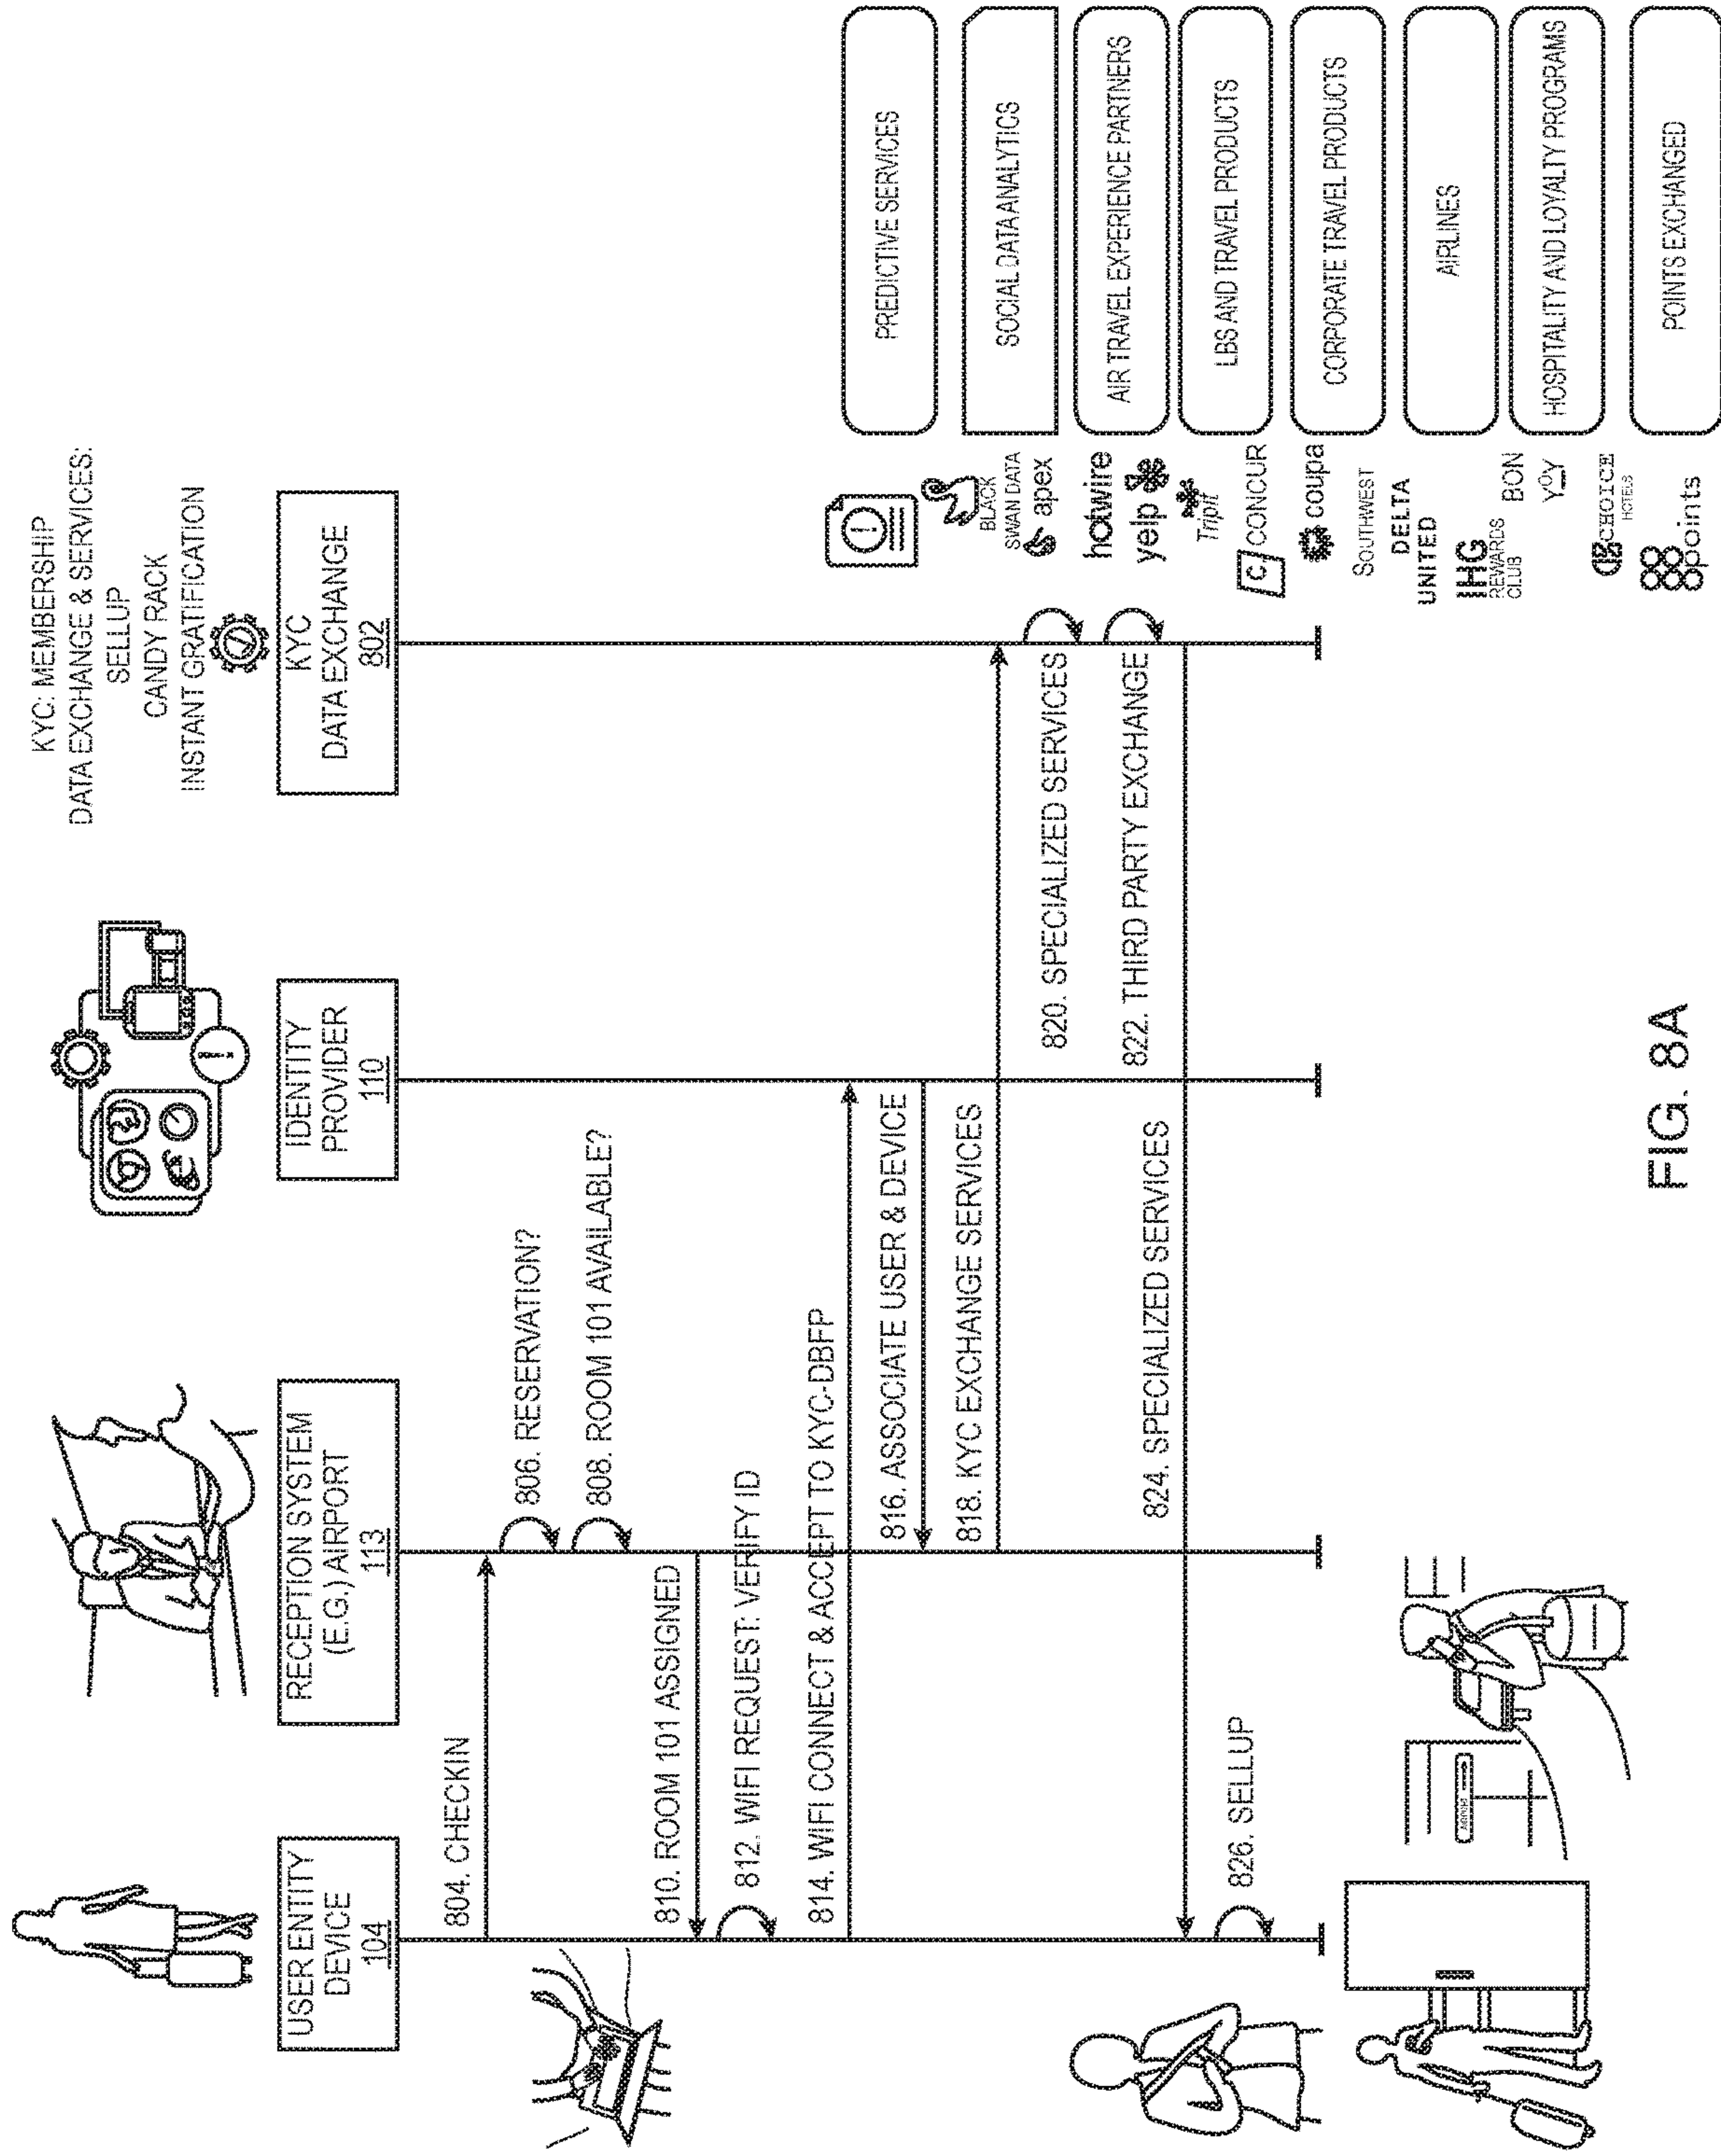 KYC: MEMBERSHIP
DATA EXCHANGE & SERVICES:
SELLUP
CANDY RACK
INSTANT GRATIFICATION
USER ENTITY
DEVICE
104
RECEPTION SYSTEM
(E.G.) AIRPORT
113
IDENTITY
PROVIDER
110
KYC
DATA EXCHANGE
802
804. CHECKIN
806. RESERVATION?
808. ROOM 101 AVAILABLE?
810. ROOM 101 ASSIGNED
812. WIFI REQUEST: VERIFY ID
814. WIFI CONNECT & ACCEPT TO KYC-DBFP
816. ASSOCIATE USER & DEVICE
818. KYC EXCHANGE SERVICES
820. SPECIALIZED SERVICES
822. THIRD PARTY EXCHANGE
824. SPECIALIZED SERVICES
826. SELLUP
PREDICTIVE SERVICES
BLACK
SWAN DATA
SOCIAL DATA ANALYTICS
apex
hotwire
AIR TRAVEL EXPERIENCE PARTNERS
yelp
TripIt
LBS AND TRAVEL PRODUCTS
C. CONCUR
coupa
CORPORATE TRAVEL PRODUCTS
SOUTHWEST
DELTA
UNITED
AIRLINES
IHG
REWARDS
CLUB
BON
VOY
HOSPITALITY AND LOYALTY PROGRAMS
CHOICE
HOTELS
points
POINTS EXCHANGED
FIG. 8A